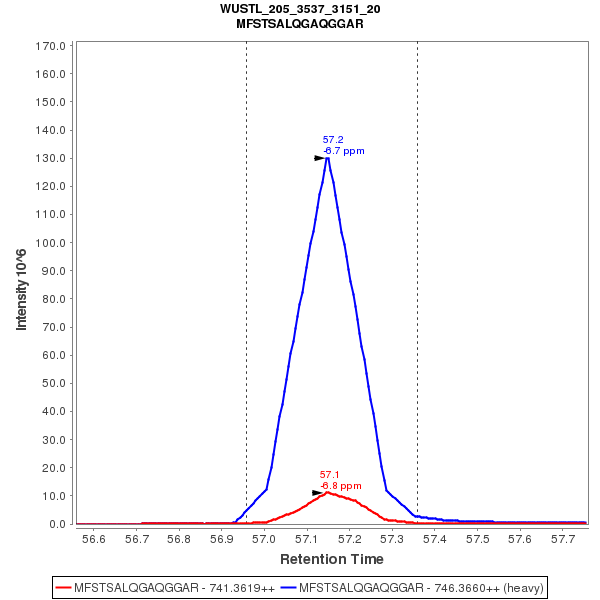 WUSTL_205_3537_3151_20
MFSTSALQGAQGGAR
170.0
160.0
150.0
140.0
130.0
120.0
110.0
100.0
90.0
80.0
70.0
60.0
50.0
40.0
30.0
20.0
10.0
0.0
Intensity 10^6
57.2
-6.7 ppm
57.1
-6.8 ppm
56.6 56.7 56.8 56.9 57.0 57.1 57.2 57.3 57.4 57.5 57.6 57.7
Retention Time
MFSTSALQGAQGGAR - 741.3619++ MFSTSALQGAQGGAR - 746.3660++ (heavy)